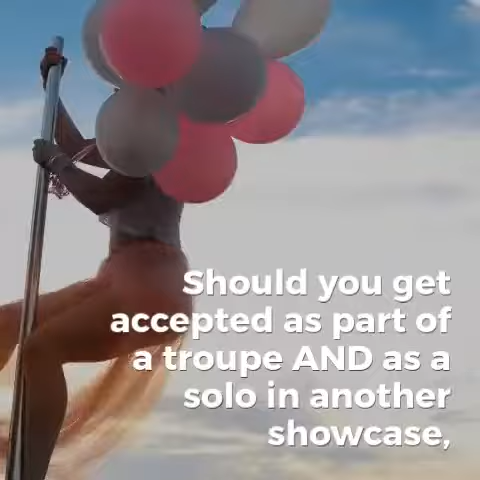 Should you get
accepted as part of
a troupe AND as a
solo in another
showcase,